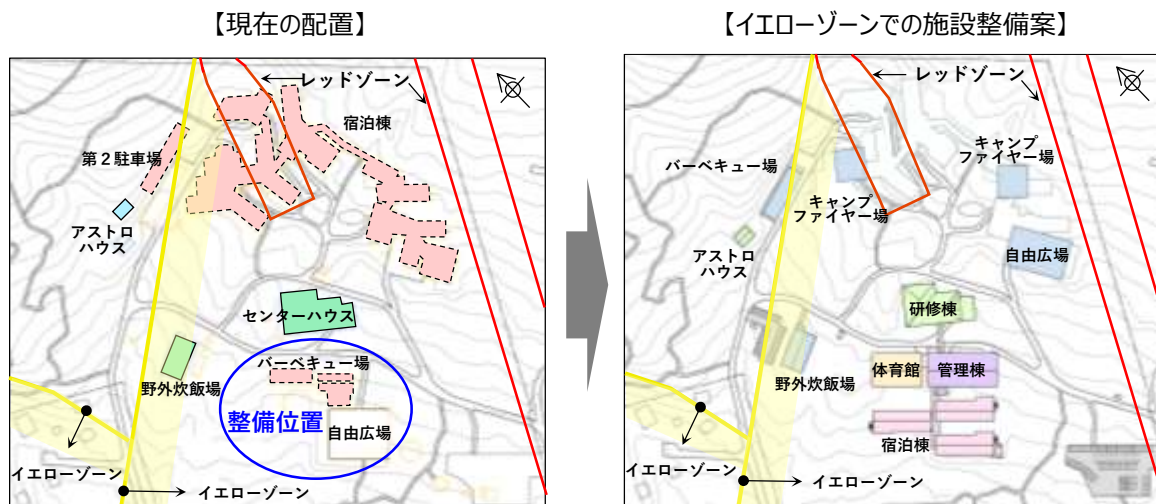 【現在の配置】
レッドゾーン
宿泊棟
第２駐車場
アストロ
ハウス
センターハウス
バーベキュー場
野外炊飯場
整備位置
自由広場
イエローゾーン
イエローゾーン
【イエローゾーンでの施設整備案】
レッドゾーン
キャンプ
ファイヤー場
バーベキュー場
キャンプ
ファイヤー場
アストロ
ハウス
自由広場
研修棟
野外炊飯場
体育館
管理棟
宿泊棟
イエローゾーン
イエローゾーン